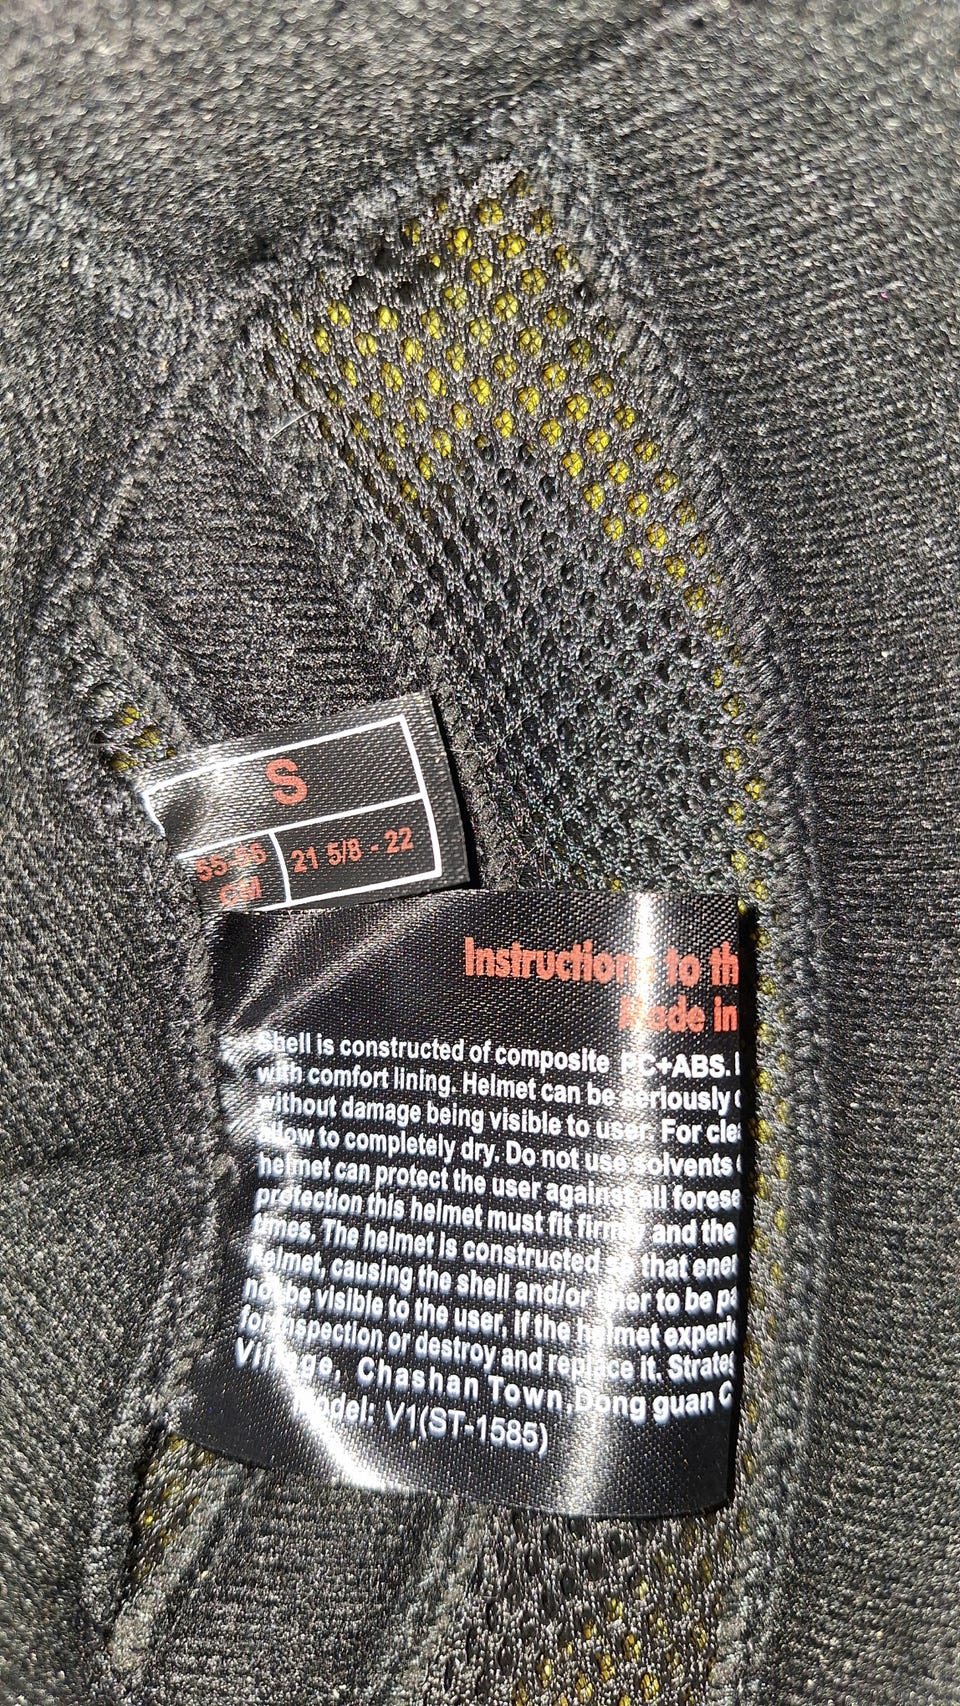 S
55-56
CM
21 5/8 - 22
Instruction to th
Made in
Shell is constructed of composite PC+ABS.
with comfort lining. Helmet can be seriously
without damage being visible to user. For clea
allow to completely dry. Do not use solvents
helmet can protect the user against all forese
protection this helmet must fit firmly and the
times. The helmet is constructed so that ener
helmet, causing the shell and/or liner to be pa
not be visible to the user, if the helmet experie
for inspection or destroy and replace it. Strateg
Village, Chashan Town,Dong guan C
Model: V1(ST-1585)